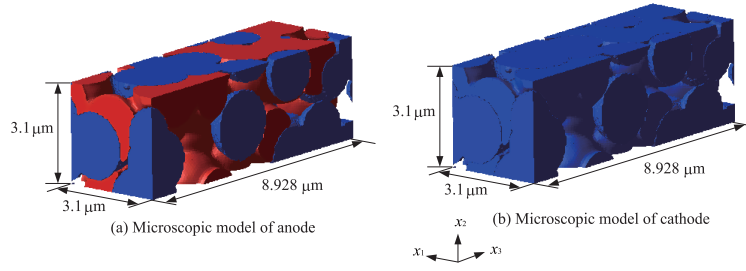 3.1 μm
3.1 μm
8.928 μm
(a) Microscopic model of anode
3.1 μm
3.1 μm
8.928 μm
(b) Microscopic model of cathode
x2
x1
x3